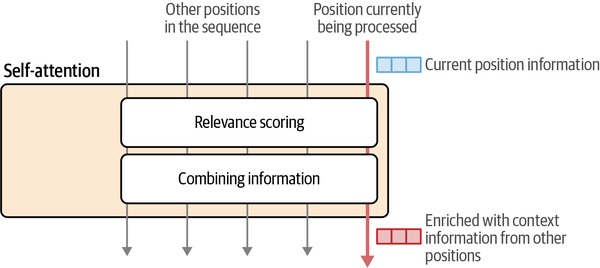 Other positions
in the sequence
Position currently
being processed
Current position information
Self-attention
Relevance scoring
Combining information
Enriched with context
information from other
positions